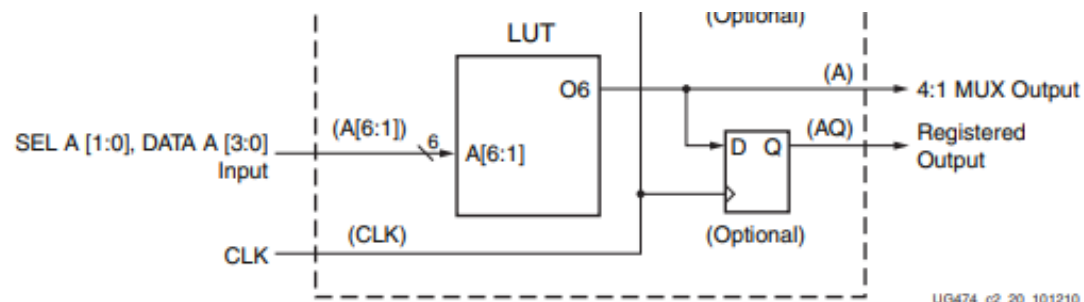 (Optional)
LUT
O6
(A)
4:1 MUX Output
SEL A [1:0], DATA A [3:0]
Input
(A[6:1])
6
A[6:1]
D Q
(AQ)
Registered
Output
(Optional)
CLK
(CLK)
UG474_c2_20_101210